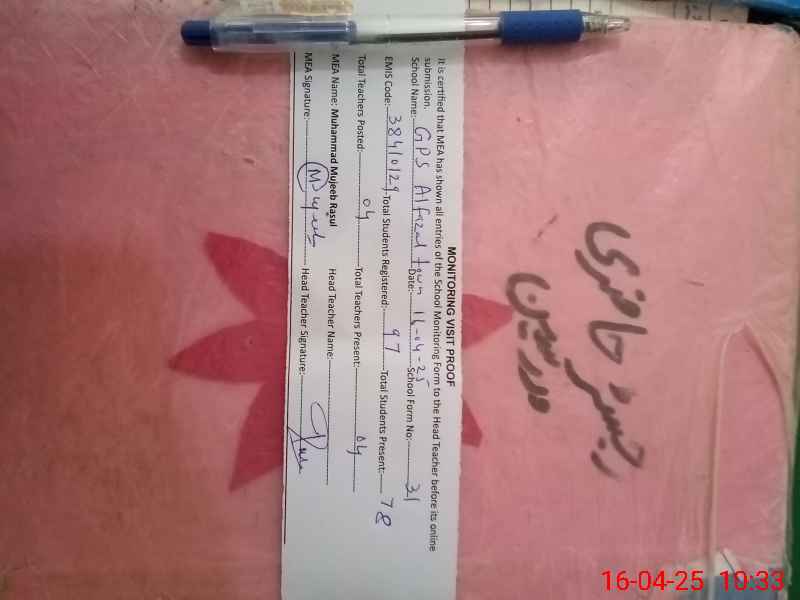 MONITORING VISIT PROOF
It is certified that MEA has shown all entries of the School Monitoring Form to the Head Teacher before its online
submission.
School Name: GPS Alfazal town Date: 16-04-25 School Form No: 31
EMIS Code: 38410129 Total Students Registered: 97 Total Students Present: 78
Total Teachers Posted: 04 Total Teachers Present: 04
MEA Name: Muhammad Mujeeb Rasul Head Teacher Name:
MEA Signature: Mujeeb Head Teacher Signature:
رجسٹر حاضری
مدرسین
16-04-25 10:33